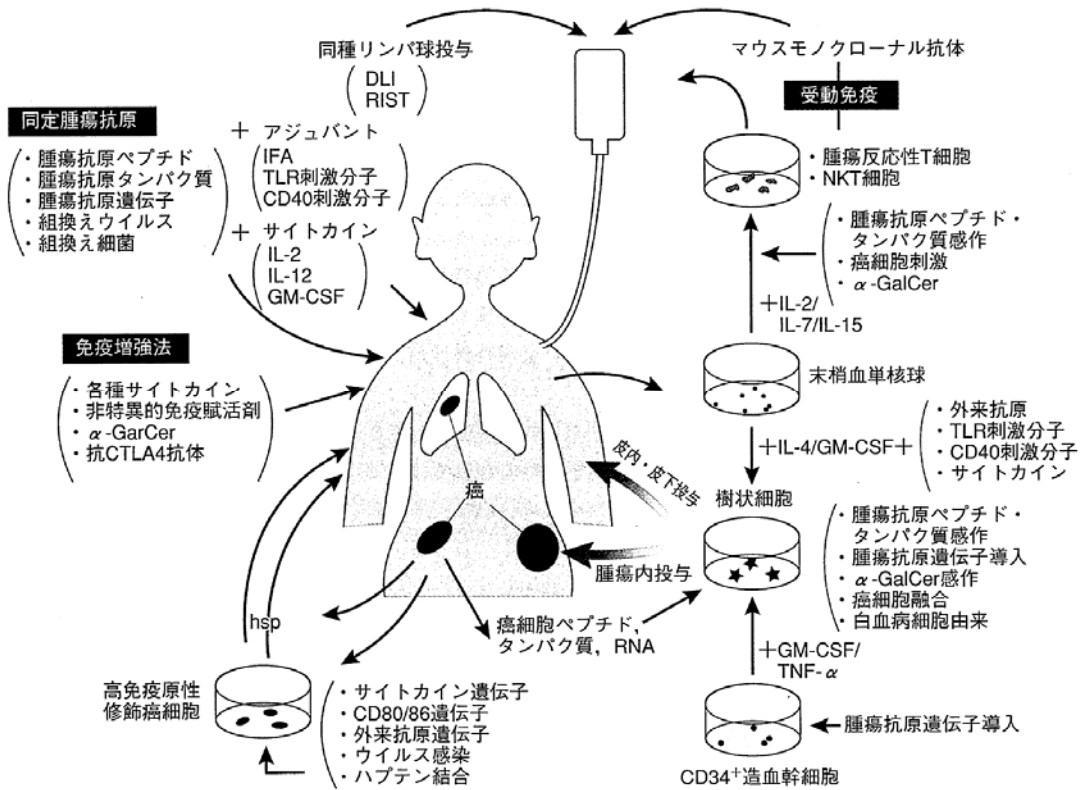 同種リンパ球投与
DLI
RIST
マウスモノクローナル抗体
受動免疫
同定腫瘍抗原
・腫瘍抗原ペプチド
・腫瘍抗原タンパク質
・腫瘍抗原遺伝子
・組換えウイルス
・組換え細菌
+ アジュバント
IFA
TLR刺激分子
CD40刺激分子
+ サイトカイン
IL-2
IL-12
GM-CSF
・腫瘍反応性T細胞
・NKT細胞
・腫瘍抗原ペプチド・
タンパク質感作
・癌細胞刺激
・α-GalCer
+IL-2/
IL-7/IL-15
免疫増強法
・各種サイトカイン
・非特異的免疫賦活剤
・α-GarCer
・抗CTLA4抗体
末梢血単核球
+IL-4/GM-CSF+
・外来抗原
・TLR刺激分子
・CD40刺激分子
・サイトカイン
癌
皮内・皮下投与
腫瘍内投与
樹状細胞
・腫瘍抗原ペプチド・
タンパク質感作
・腫瘍抗原遺伝子導入
・α-GalCer感作
・癌細胞融合
・白血病細胞由来
hsp
癌細胞ペプチド,
タンパク質, RNA
+GM-CSF/
TNF-α
高免疫原性
修飾癌細胞
・サイトカイン遺伝子
・CD80/86遺伝子
・外来抗原遺伝子
・ウイルス感染
・ハプテン結合
腫瘍抗原遺伝子導入
CD34+造血幹細胞